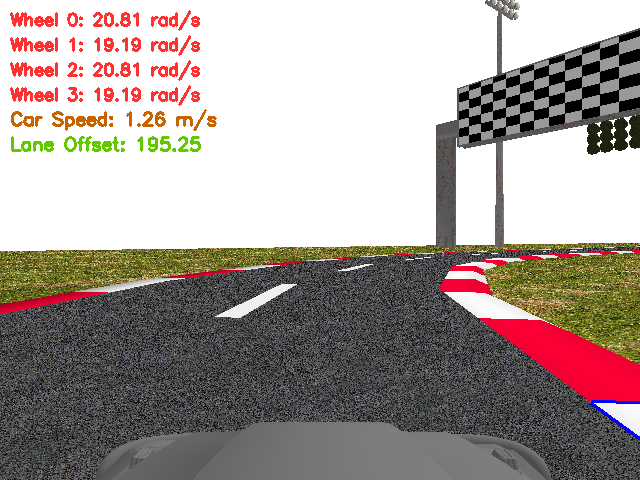 Wheel 0: 20.81 rad/s
Wheel 1: 19.19 rad/s
Wheel 2: 20.81 rad/s
Wheel 3: 19.19 rad/s
Car Speed: 1.26 m/s
Lane Offset: 195.25